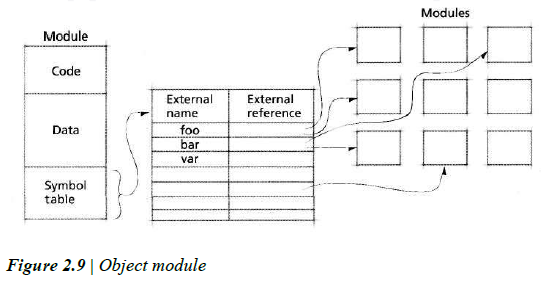 Modules
Module
Code
Data
Symbol
table
External
name
External
reference
foo
bar
var
Figure 2.9 | Object module